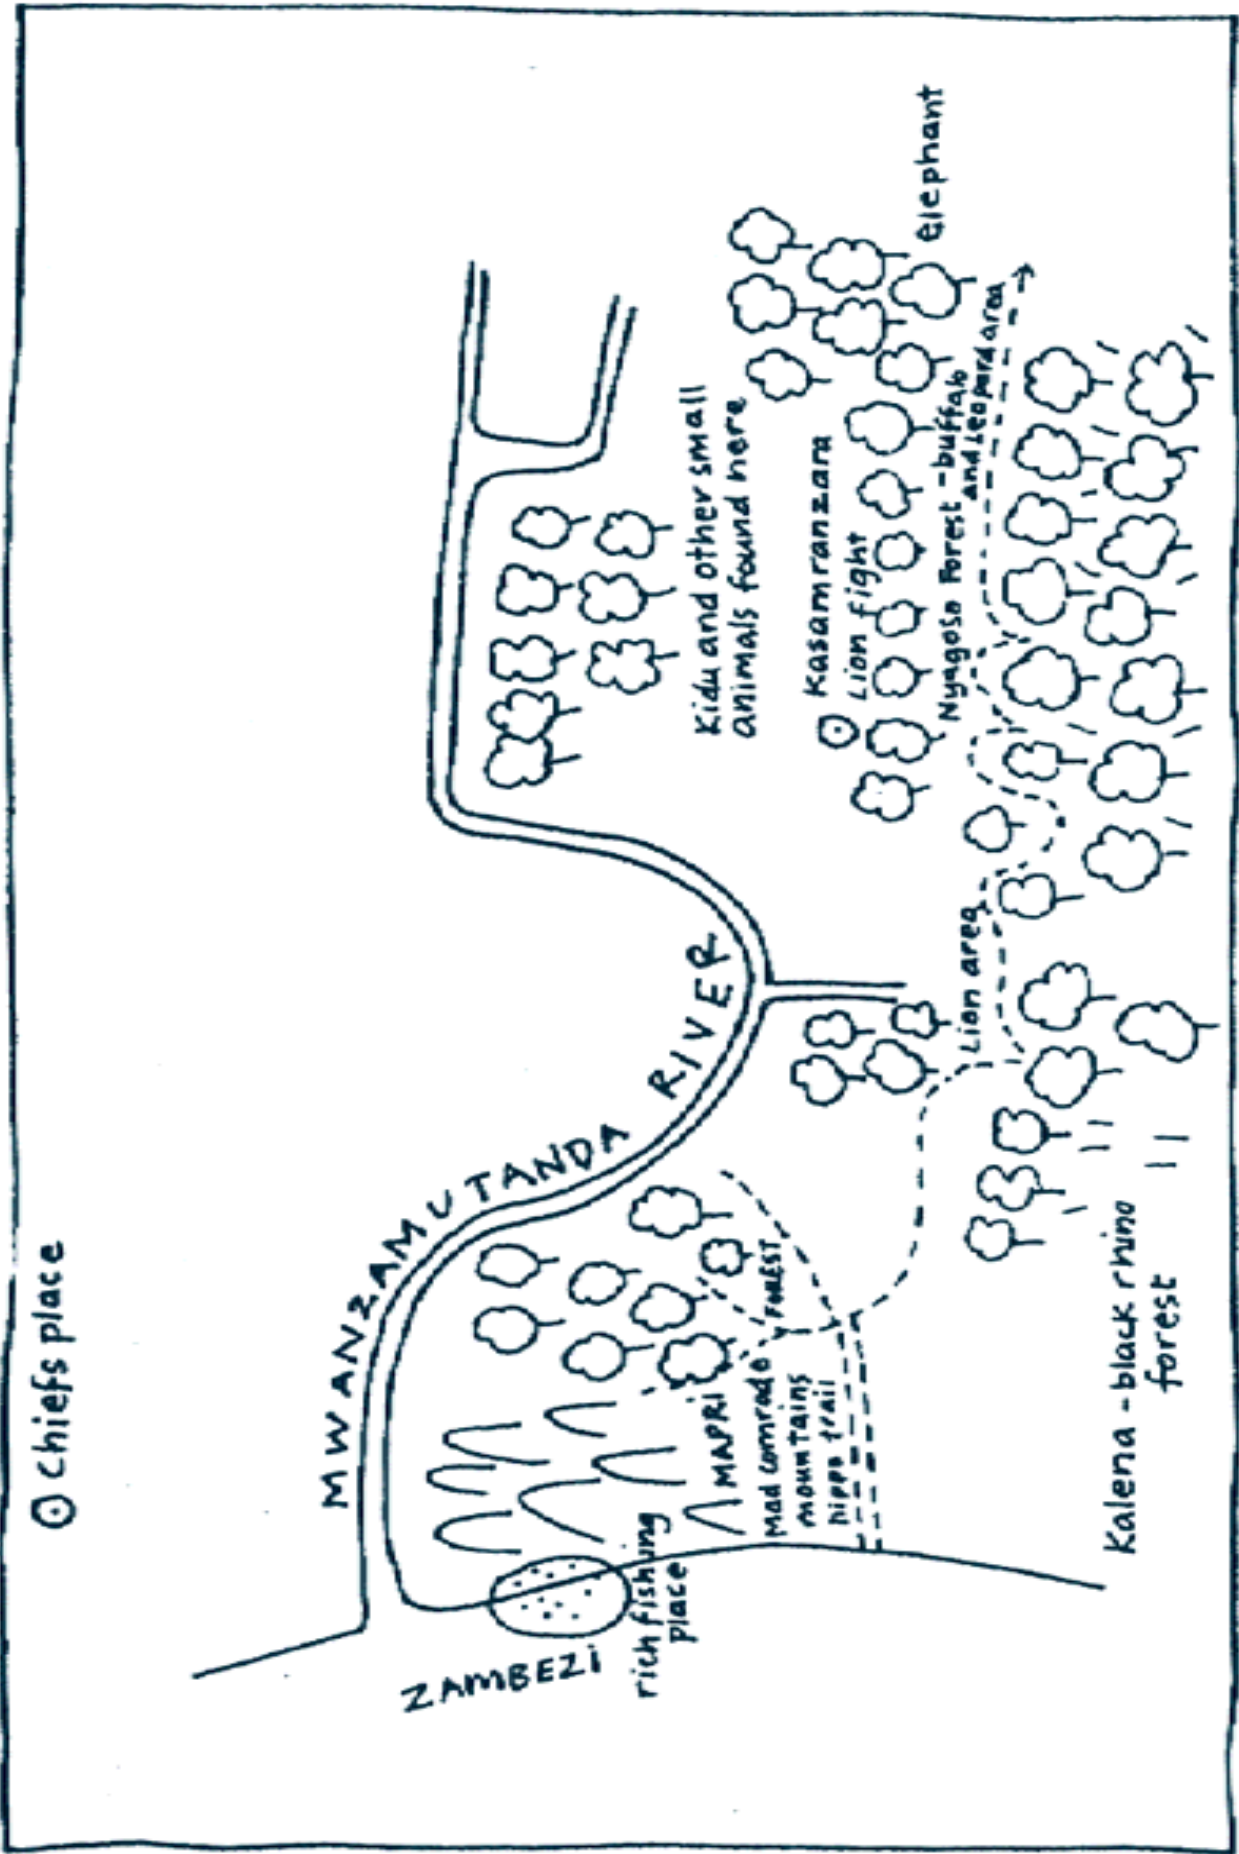 Chiefs place
MWANZAMUTANDA RIVER
ZAMBEZI
rich fishing
place
MAPRI
Mad comrade FOREST
mountains
hippo trail
Kidu and other small
animals found here
Kasamranzara
Lion fight
Nyagoso Forest - buffalo
and leopard area
elephant
Lion area
Kalena - black rhino
forest